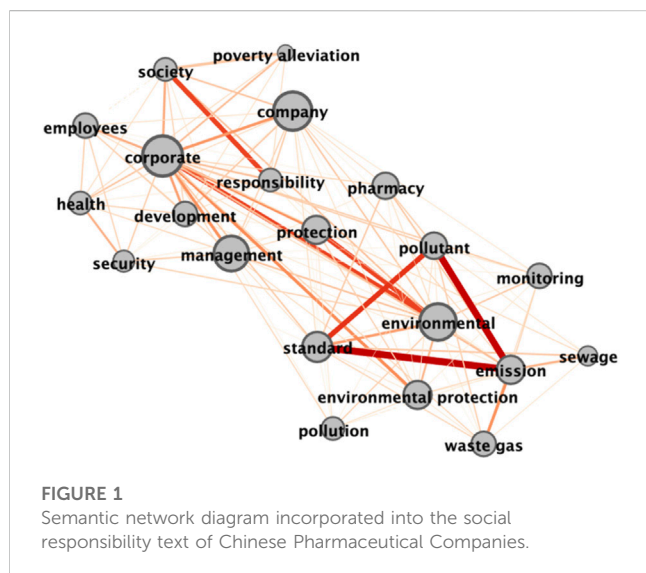 poverty alleviation
society
company
employees
corporate
responsibility
pharmacy
health
development
protection
pollutant
security
management
monitoring
environmental
standard
sewage
emission
environmental protection
pollution
waste gas
FIGURE 1
Semantic network diagram incorporated into the social
responsibility text of Chinese Pharmaceutical Companies.